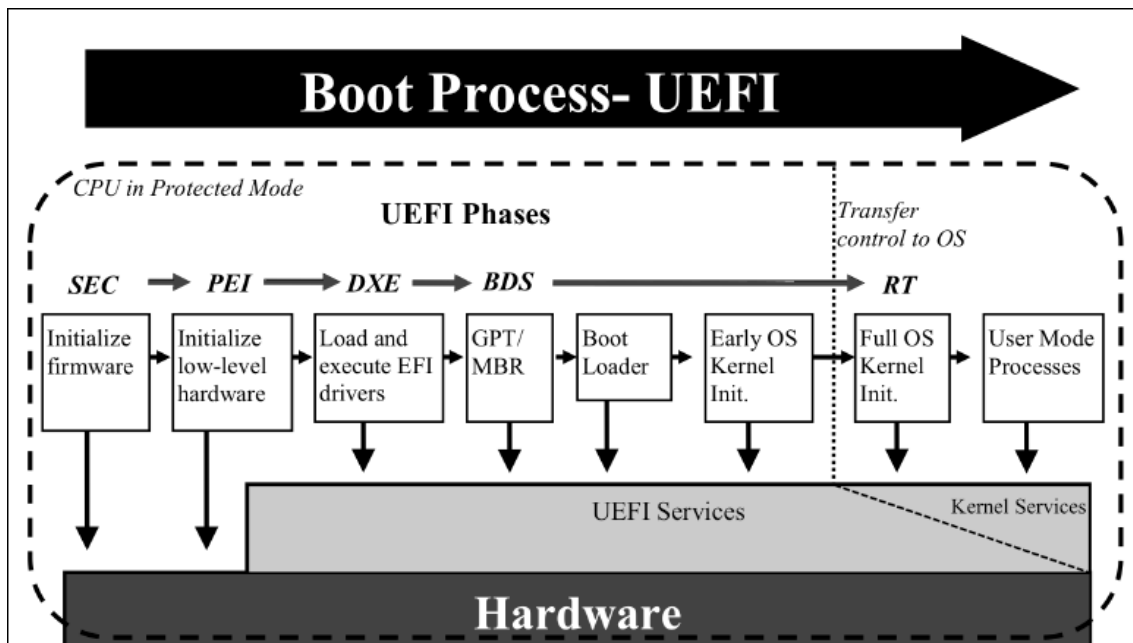 Boot Process- UEFI
CPU in Protected Mode
UEFI Phases
Transfer
control to OS
SEC
PEI
DXE
BDS
RT
Initialize
firmware
Initialize
low-level
hardware
Load and
execute EFI
drivers
GPT/
MBR
Boot
Loader
Early OS
Kernel
Init.
Full OS
Kernel
Init.
User Mode
Processes
UEFI Services
Kernel Services
Hardware